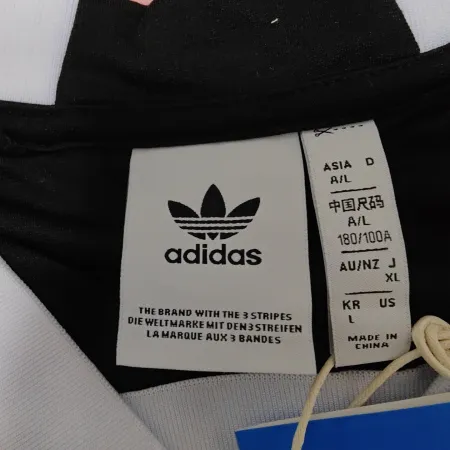 adidas
THE BRAND WITH THE 3 STRIPES
DIE WELTMARKE MIT DEN 3 STREIFEN
LA MARQUE AUX 3 BANDES
ASIA D
A/L
中国尺码
A/L
180/100A
AU/NZ J
XL
KR US
L
MADE IN
CHINA